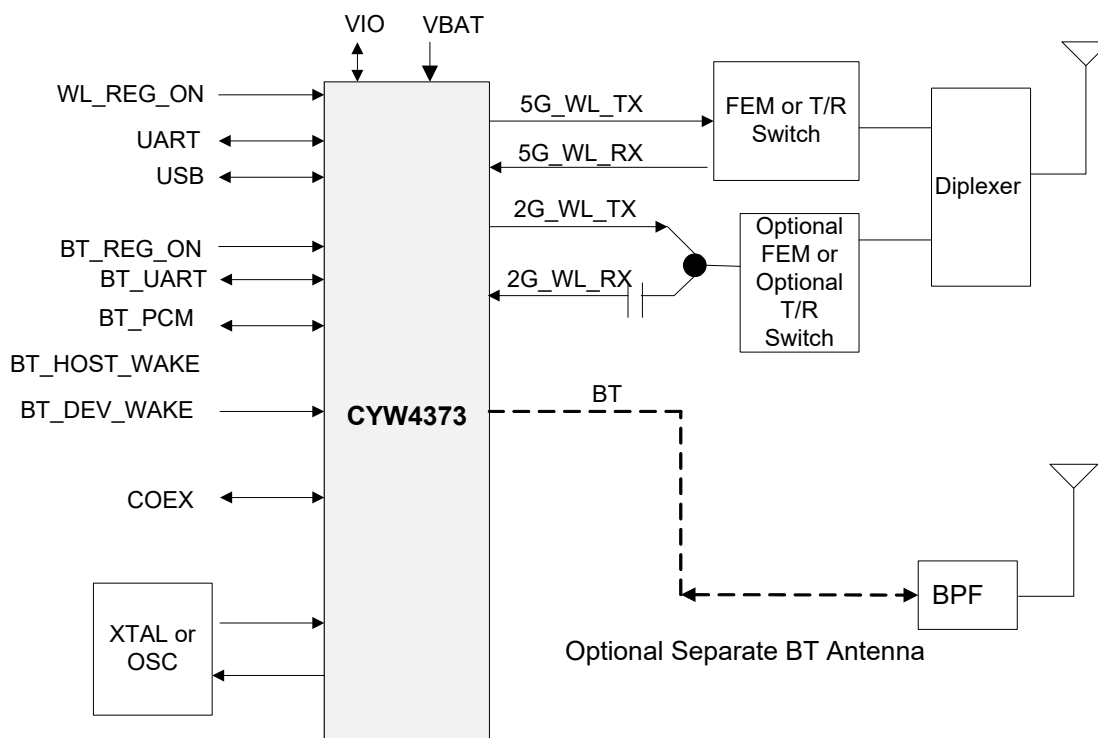 VIO
VBAT
WL_REG_ON
UART
USB
BT_REG_ON
BT_UART
BT_PCM
BT_HOST_WAKE
BT_DEV_WAKE
COEX
XTAL or
OSC
CYW4373
5G_WL_TX
5G_WL_RX
2G_WL_TX
2G_WL_RX
BT
FEM or T/R
Switch
Optional
FEM or
Optional
T/R
Switch
Diplexer
BPF
Optional Separate BT Antenna